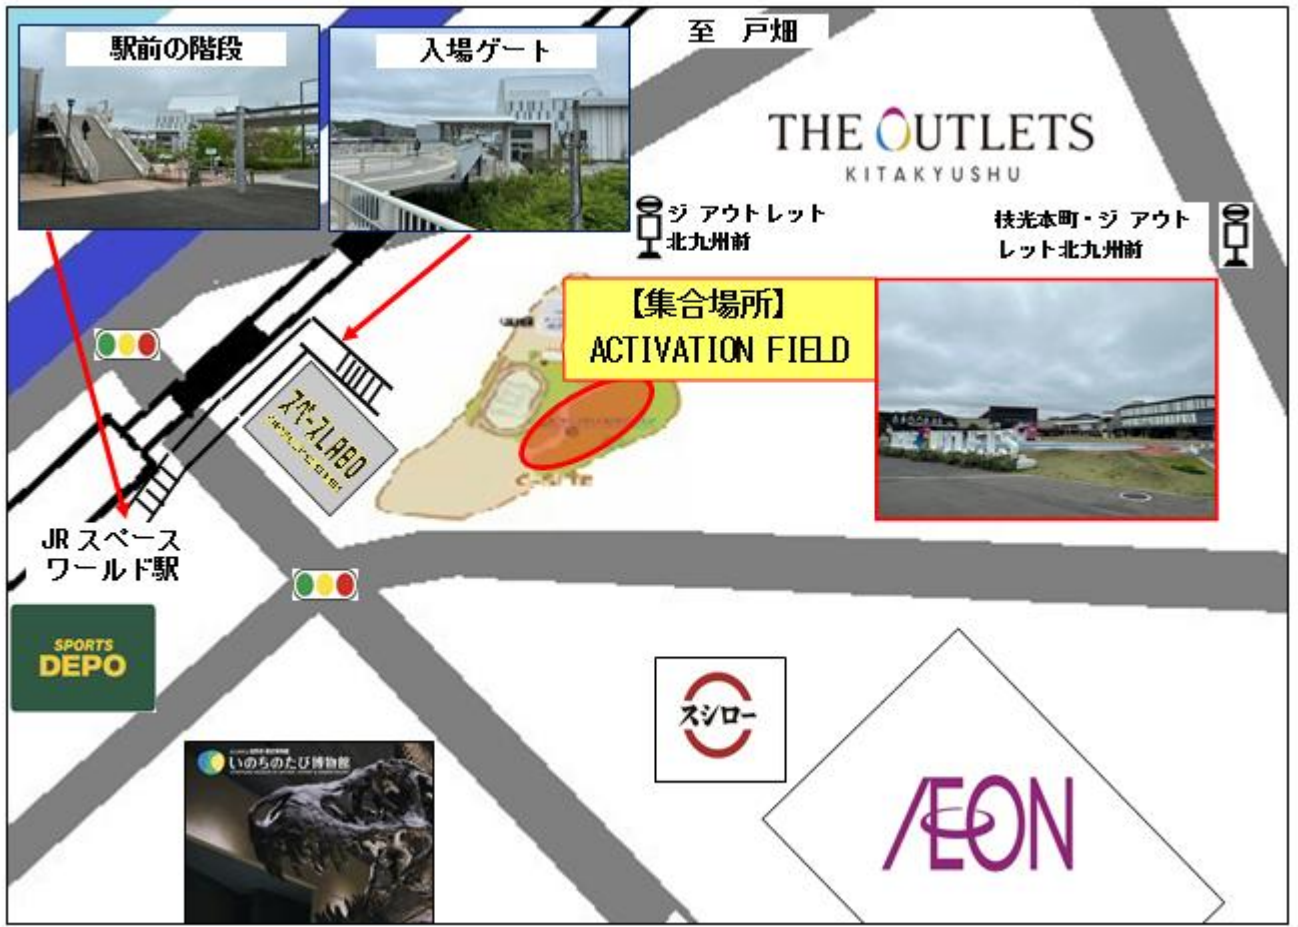 駅前の階段
入場ゲート
至 戸畑
THE OUTLETS
KITAKYUSHU
ジ アウトレット
北九州前
枝光本町・ジ アウト
レット北九州前
【集合場所】
ACTIVATION FIELD
スペースLABO
C-SITE
JR スペース
ワールド駅
SPORTS
DEPO
スシロー
いのちのたび博物館
ÆON